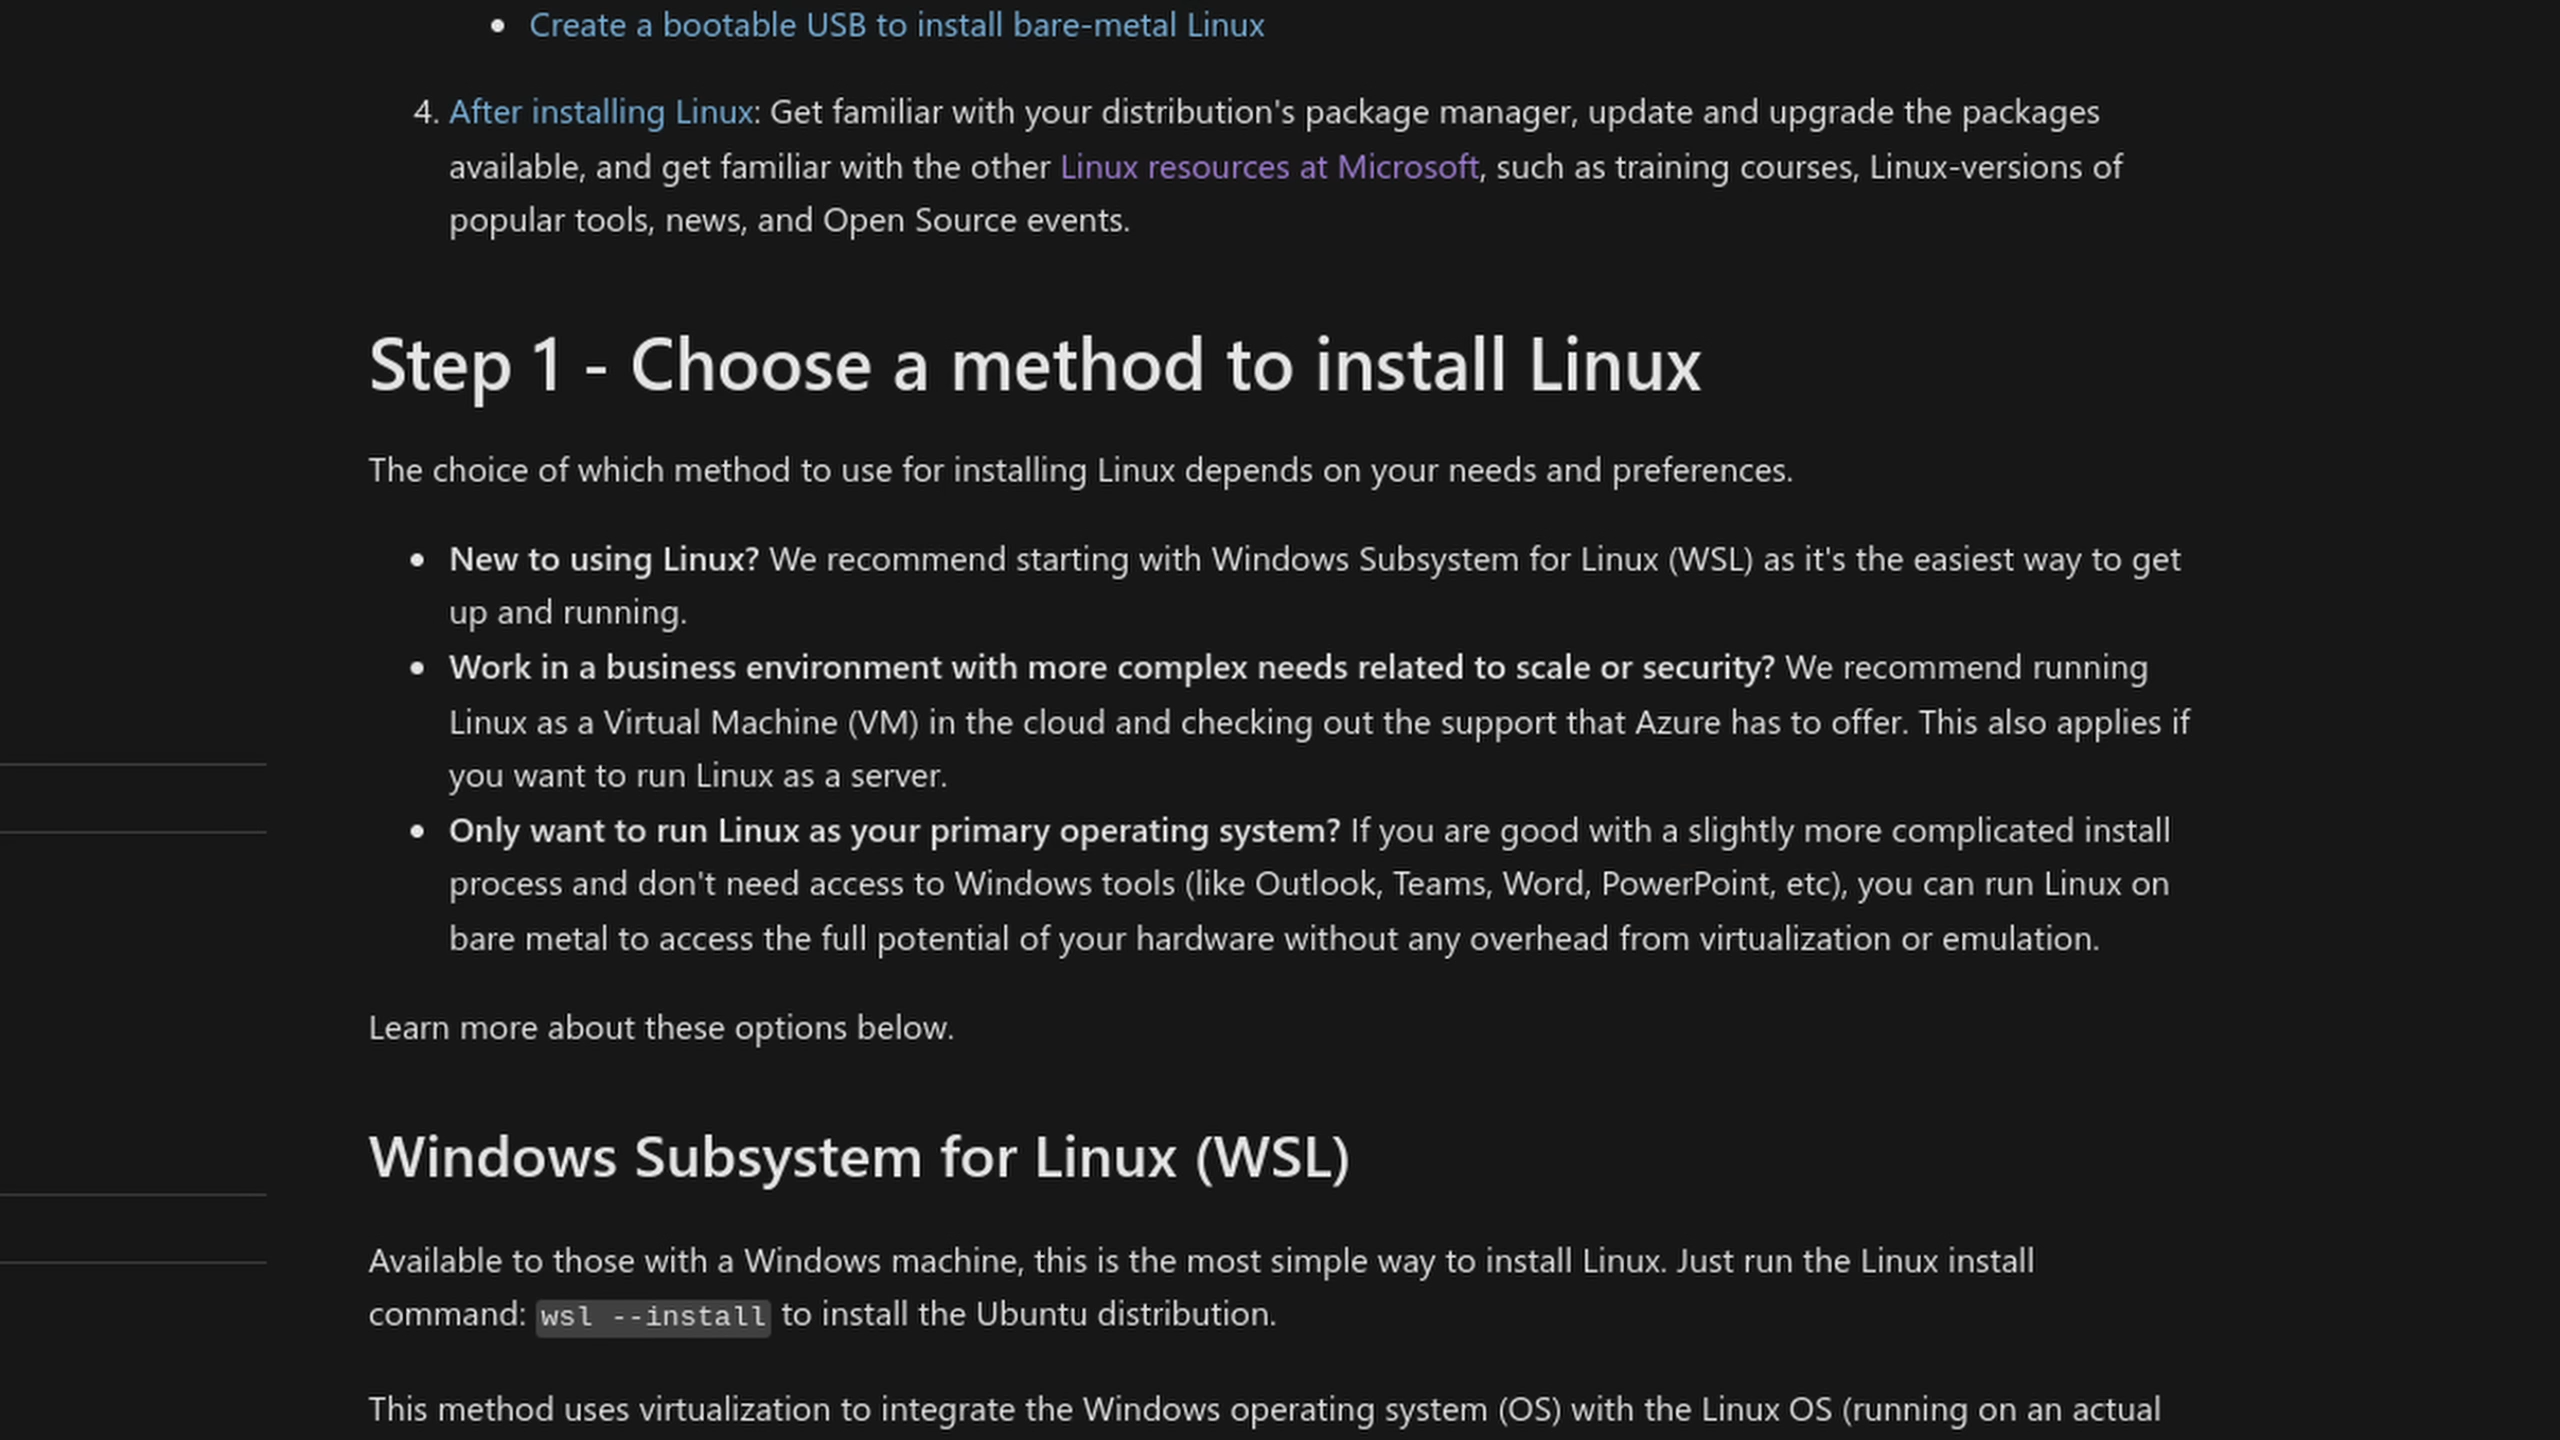 • Create a bootable USB to install bare-metal Linux
4. After installing Linux: Get familiar with your distribution's package manager, update and upgrade the packages
available, and get familiar with the other Linux resources at Microsoft, such as training courses, Linux-versions of
popular tools, news, and Open Source events.
Step 1 - Choose a method to install Linux
The choice of which method to use for installing Linux depends on your needs and preferences.
• New to using Linux? We recommend starting with Windows Subsystem for Linux (WSL) as it's the easiest way to get
up and running.
• Work in a business environment with more complex needs related to scale or security? We recommend running
Linux as a Virtual Machine (VM) in the cloud and checking out the support that Azure has to offer. This also applies if
you want to run Linux as a server.
• Only want to run Linux as your primary operating system? If you are good with a slightly more complicated install
process and don't need access to Windows tools (like Outlook, Teams, Word, PowerPoint, etc), you can run Linux on
bare metal to access the full potential of your hardware without any overhead from virtualization or emulation.
Learn more about these options below.
Windows Subsystem for Linux (WSL)
Available to those with a Windows machine, this is the most simple way to install Linux. Just run the Linux install
command: wsl --install to install the Ubuntu distribution.
This method uses virtualization to integrate the Windows operating system (OS) with the Linux OS (running on an actual